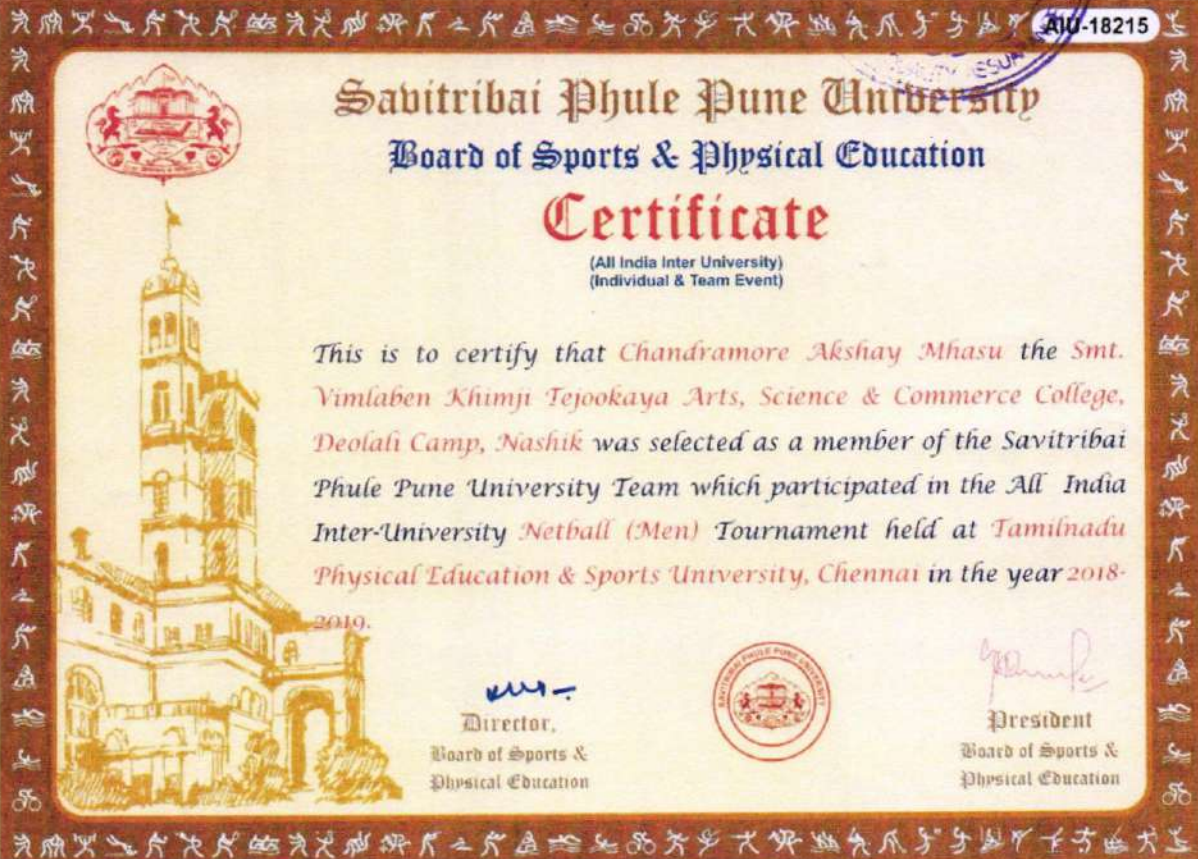 AIU-18215
Savitribai Phule Pune University
Board of Sports & Physical Education
Certificate
(All India Inter University)
(Individual & Team Event)
This is to certify that Chandramore Akshay Mhasu the Smt.
Vimlaben Khimji Tejookaya Arts, Science & Commerce College,
Deolali Camp, Nashik was selected as a member of the Savitribai
Phule Pune University Team which participated in the All India
Inter-University Netball (Men) Tournament held at Tamilnadu
Physical Education & Sports University, Chennai in the year 2018-
2019.
SAVITRIBAI PHULE PUNE UNIVERSITY
Director,
Board of Sports &
Physical Education
President
Board of Sports &
Physical Education